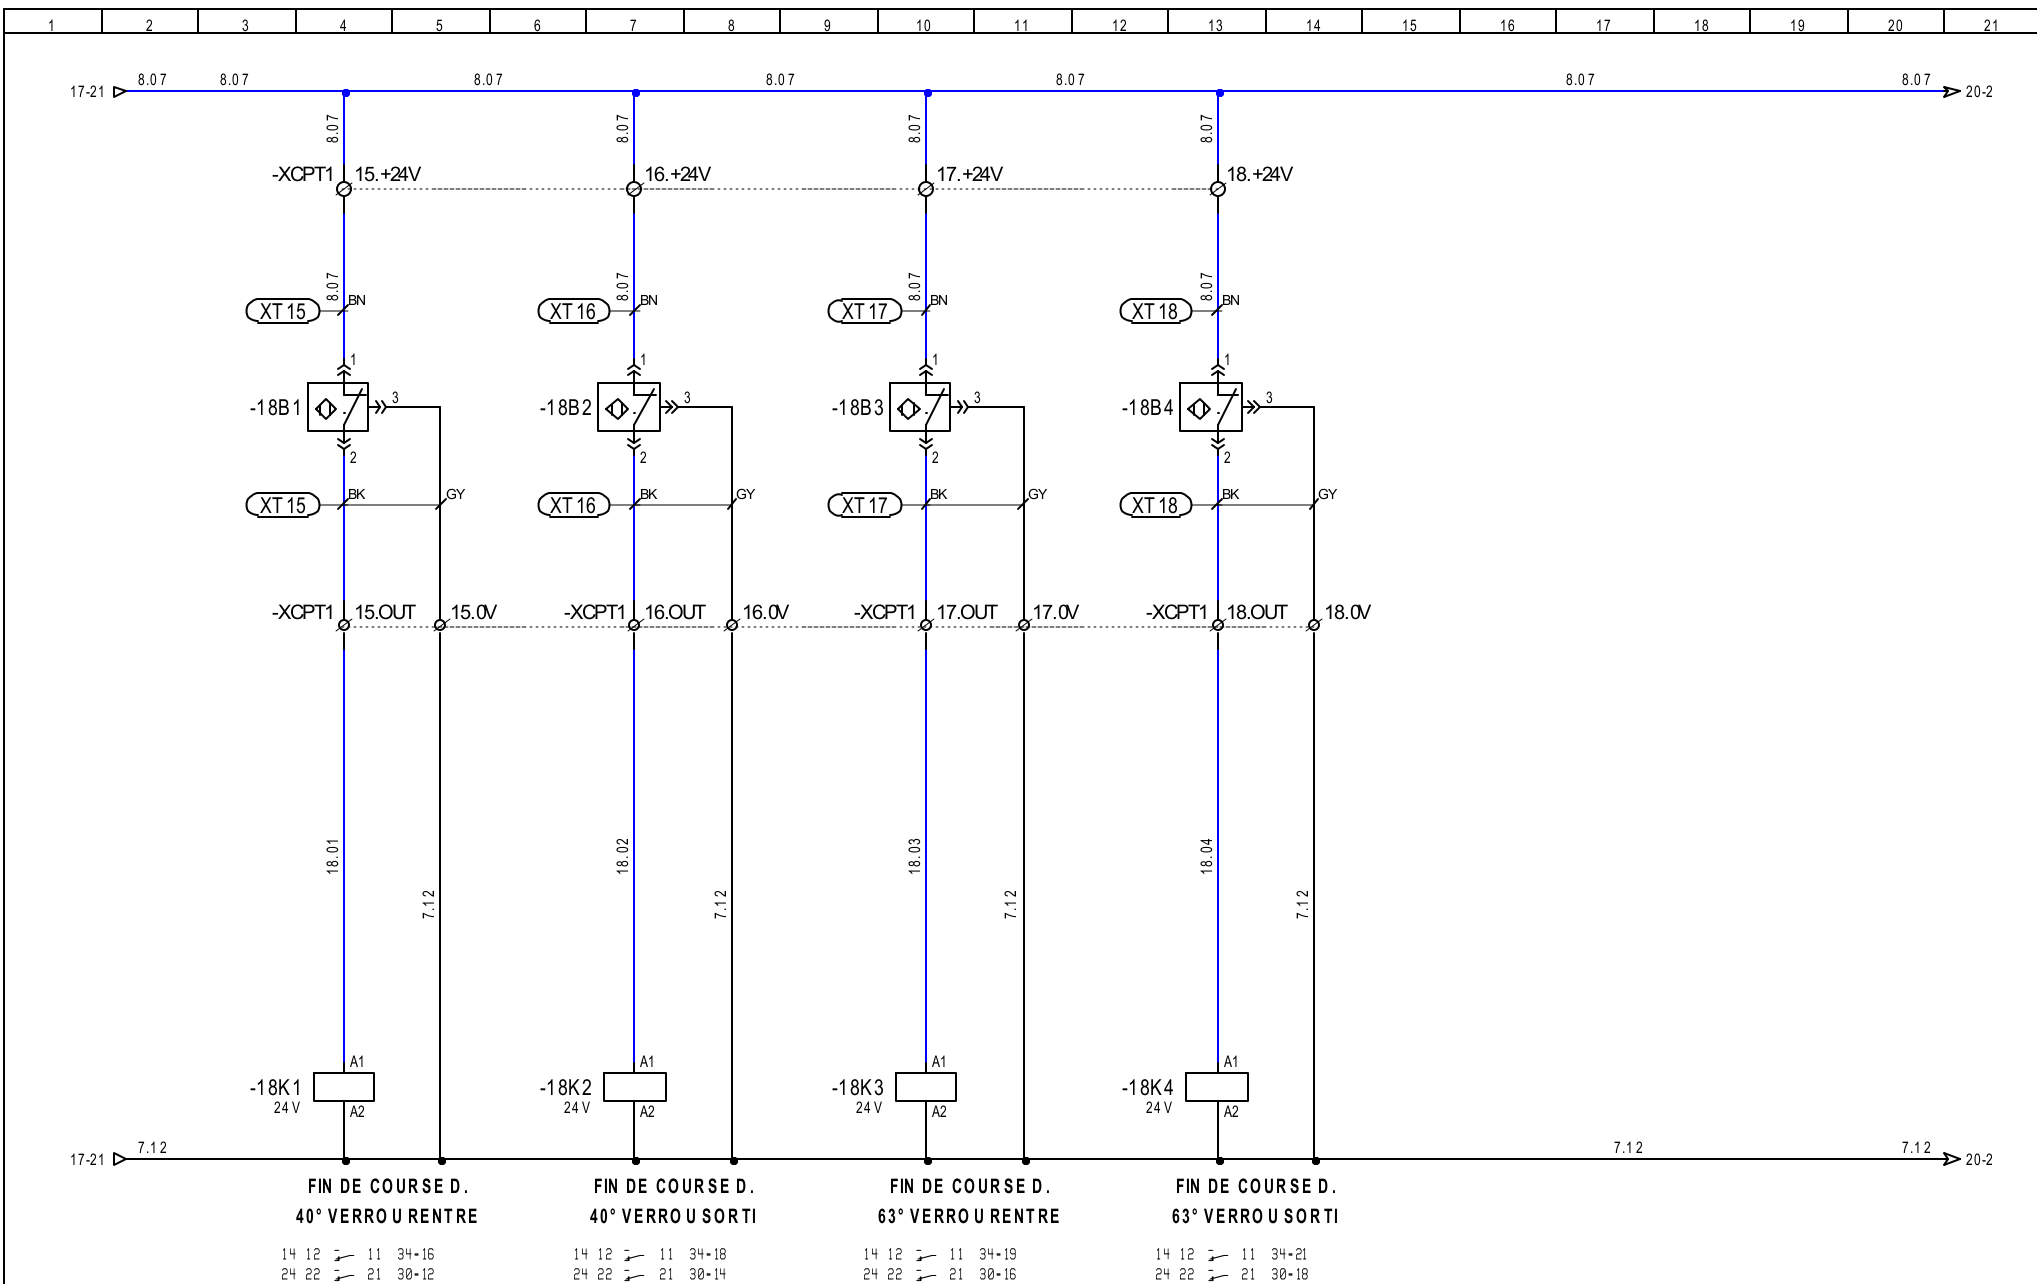 1 2 3 4 5 6 7 8 9 10 11 12 13 14 15 16 17 18 19 20 21
8.07 8.07 8.07 8.07 8.07 8.07 8.07
17-21 20-2
8.07 8.07 8.07 8.07
-XCPT1 15.+24V 16.+24V 17.+24V 18.+24V
8.07 8.07 8.07 8.07
BN BN BN BN
XT15 XT16 XT17 XT18
1 1 1 1
3 3 3 3
-18B1 -18B2 -18B3 -18B4
2 2 2 2
BK GY BK GY BK GY BK GY
XT15 XT16 XT17 XT18
-XCPT1 15.OUT 15.0V -XCPT1 16.OUT 16.0V -XCPT1 17.OUT 17.0V -XCPT1 18.OUT 18.0V
18.01 18.02 18.03 18.04
7.12 7.12 7.12 7.12
A1 A1 A1 A1
-18K1 -18K2 -18K3 -18K4
24V A2 24V A2 24V A2 24V A2
7.12 7.12 7.12
17-21 20-2
FIN DE COURSE D. FIN DE COURSE D. FIN DE COURSE D. FIN DE COURSE D.
40° VERROU RENTRE 40° VERROU SORTI 63° VERROU RENTRE 63° VERROU SORTI
14 12 11 34-16 14 12 11 34-18 14 12 11 34-19 14 12 11 34-21
24 22 21 30-12 24 22 21 30-14 24 22 21 30-16 24 22 21 30-18